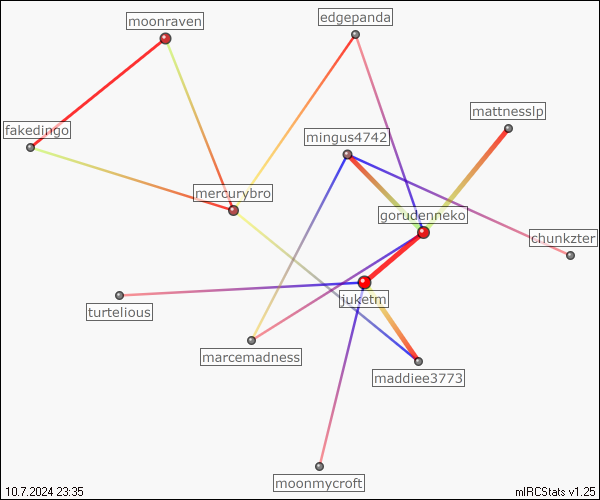 moonraven
edgepanda
mattnesslp
fakedingo
mingus4742
mercurybro
gorudenneko
chunkzter
turtelious
juketm
marcemadness
maddiee3773
moonmycroft
10.7.2024 23:35
mIRCStats v1.25